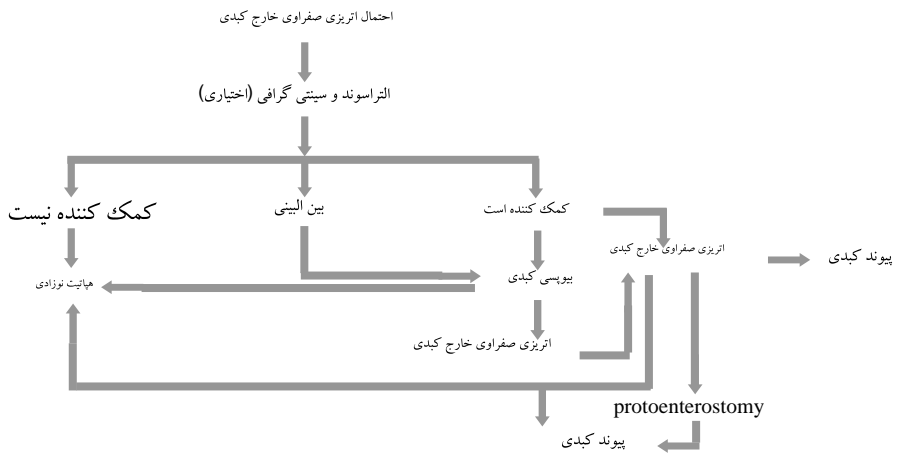 احتمال اتریزی صفراوی خارج کبدی
التراسوند و سینتی گرافی (اختیاری)
کمک کننده است
بین البینی
کمک کننده نیست
اتریزی صفراوی خارج کبدی
پیوند کبدی
بیوپسی کبدی
هپاتیت نوزادی
اتریزی صفراوی خارج کبدی
protoenterostomy
پیوند کبدی